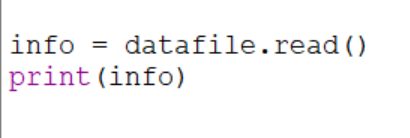 info = datafile.read()
print(info)